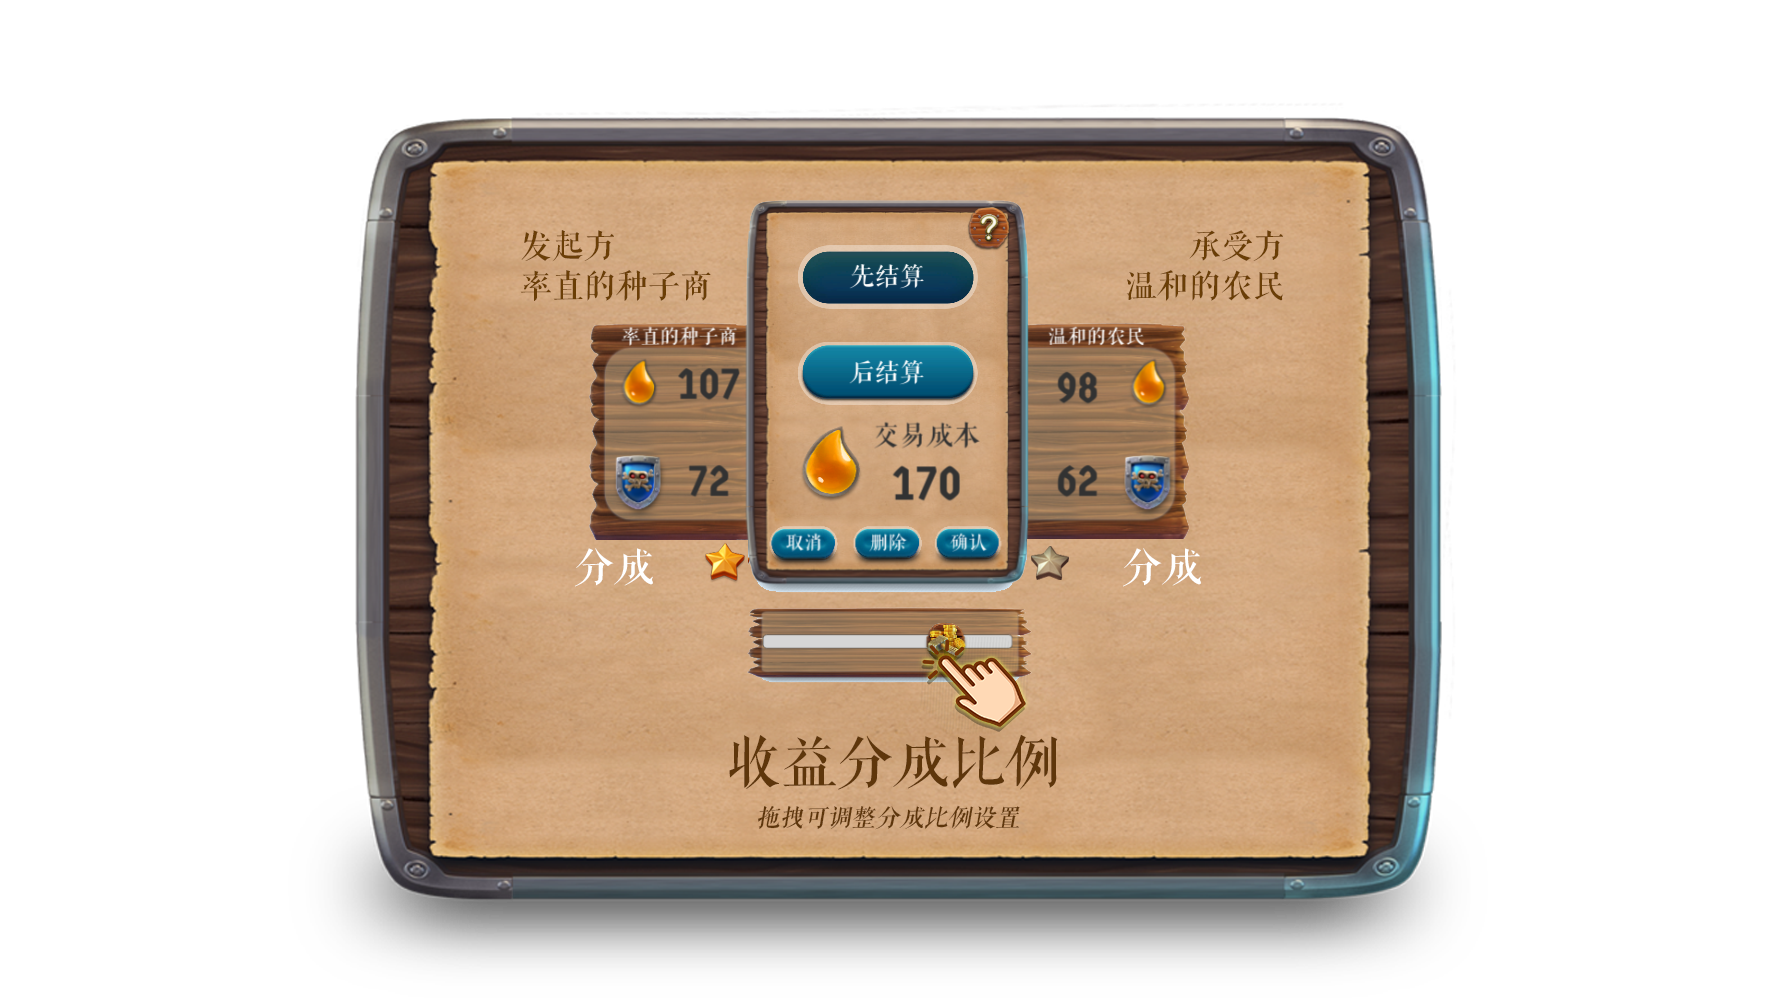 发起方
率直的种子商
承受方
温和的农民
率直的种子商
107
72
分成
?
先结算
后结算
交易成本
170
取消
删除
确认
温和的农民
98
62
分成
收益分成比例
拖拽可调整分成比例设置